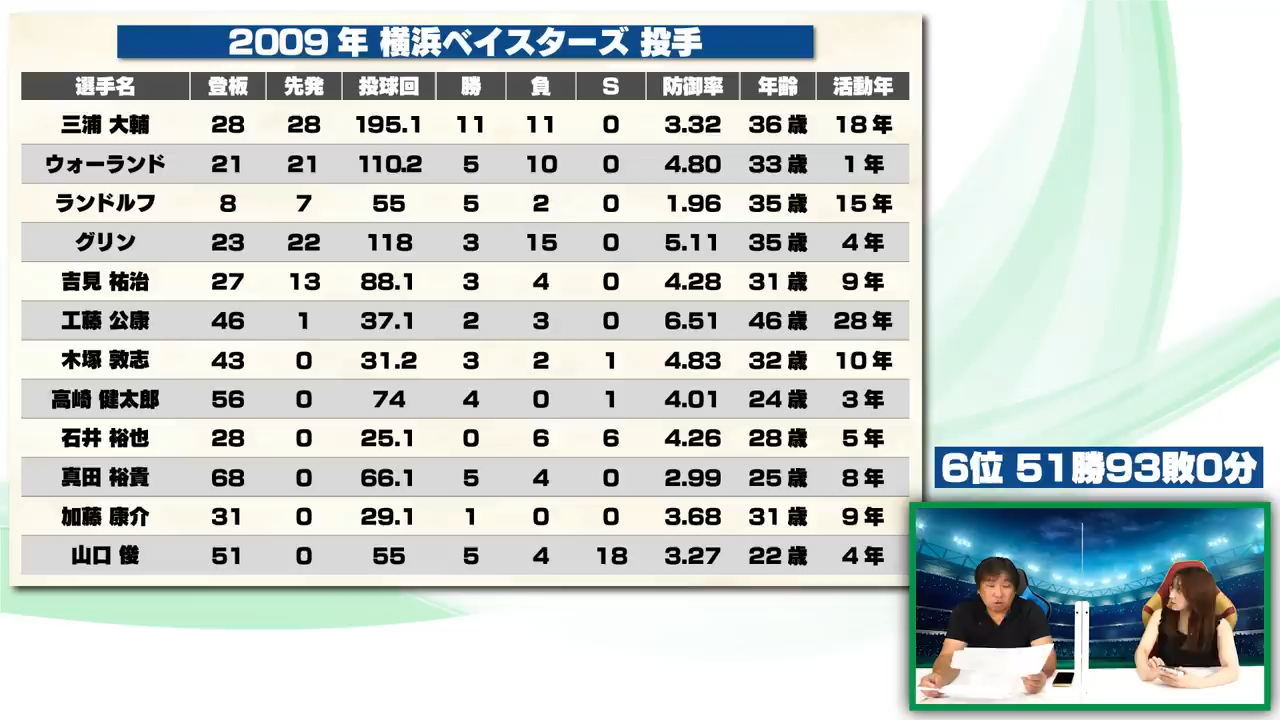 2009年 横浜ベイスターズ 投手
選手名 登板 先発 投球回 勝 負 S 防御率 年齢 活動年
三浦 大輔 28 28 195.1 11 11 0 3.32 36歳 18年
ウォーランド 21 21 110.2 5 10 0 4.80 33歳 1年
ランドルフ 8 7 55 5 2 0 1.96 35歳 15年
グリン 23 22 118 3 15 0 5.11 35歳 4年
吉見 祐治 27 13 88.1 3 4 0 4.28 31歳 9年
工藤 公康 46 1 37.1 2 3 0 6.51 46歳 28年
木塚 敦志 43 0 31.2 3 2 1 4.83 32歳 10年
高崎 健太郎 56 0 74 4 0 1 4.01 24歳 3年
石井 裕也 28 0 25.1 0 6 6 4.26 28歳 5年
真田 裕貴 68 0 66.1 5 4 0 2.99 25歳 8年
加藤 康介 31 0 29.1 1 0 0 3.68 31歳 9年
山口 俊 51 0 55 5 4 18 3.27 22歳 4年
6位 51勝93敗0分